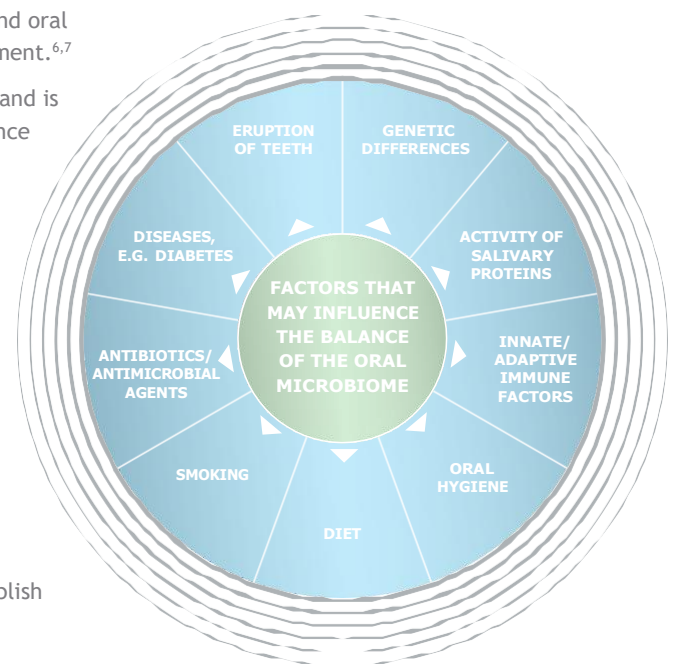 nd oral
ment.6,7
and is
nce
ERUPTION
OF TEETH
GENETIC
DIFFERENCES
ACTIVITY OF
SALIVARY
PROTEINS
INNATE/
ADAPTIVE
IMMUNE
FACTORS
ORAL
HYGIENE
DIET
SMOKING
ANTIBIOTICS/
ANTIMICROBIAL
AGENTS
DISEASES,
E.G. DIABETES
FACTORS THAT
MAY INFLUENCE
THE BALANCE
OF THE ORAL
MICROBIOME
blish